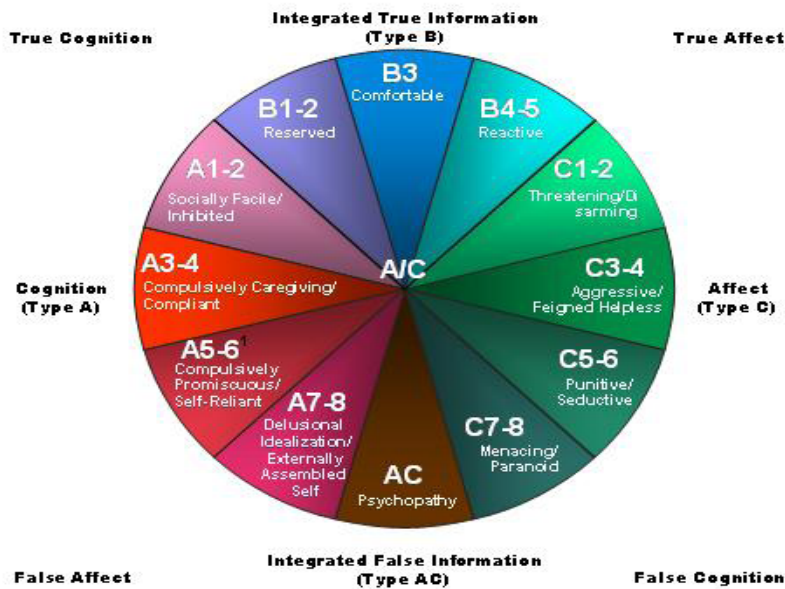 Integrated True Information
(Type B)
True Cognition
True Affect
B3
Comfortable
B1-2
Reserved
B4-5
Reactive
A1-2
Socially Facile/
Inhibited
C1-2
Threatening/Di
sarming
A3-4
Compulsively Caregiving/
Compliant
A/C
C3-4
Aggressive/
Feigned Helpless
Cognition
(Type A)
Affect
(Type C)
A5-6¹
Compulsively
Promiscuous/
Self-Reliant
C5-6
Punitive/
Seductive
A7-8
Delusional
Idealization/
Externally
Assembled
Self
C7-8
Menacing/
Paranoid
AC
Psychopathy
Integrated False Information
(Type AC)
False Affect
False Cognition